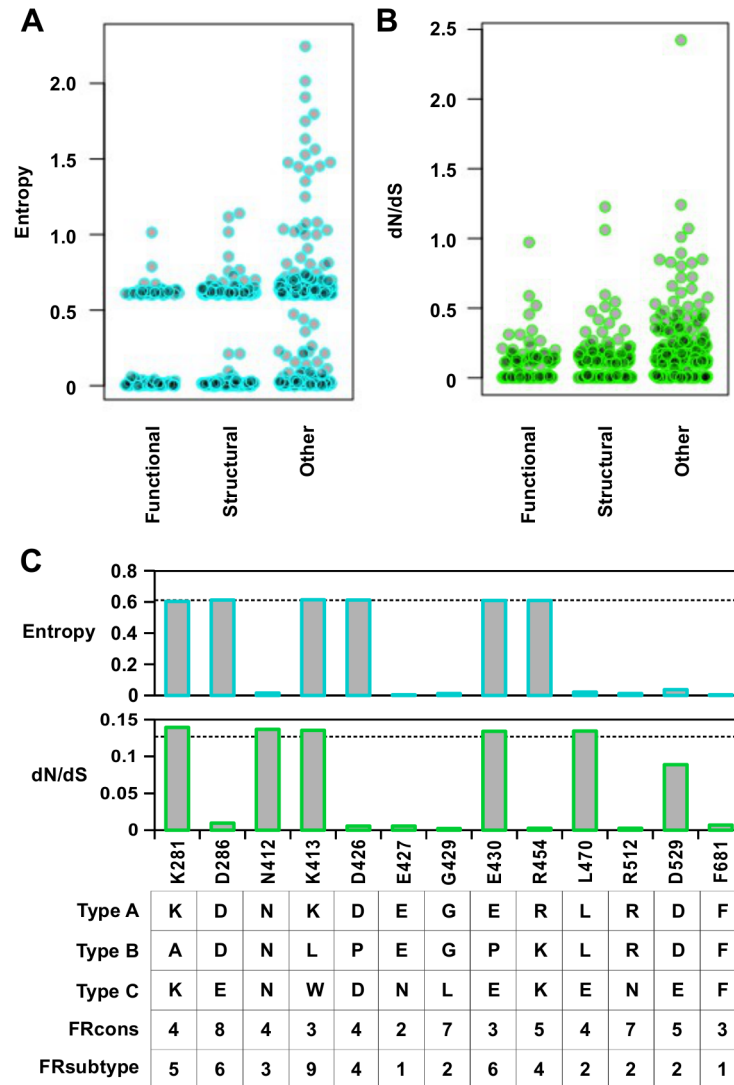 A
Entropy
2.0
1.5
1.0
0.5
0
Functional
Structural
Other
B
dN/dS
2.5
2.0
1.5
1.0
0.5
0
Functional
Structural
Other
C
Entropy
0.8
0.6
0.4
0.2
0
dN/dS
0.15
0.1
0.05
0
K281 D286 N412 K413 D426 E427 G429 E430 R454 L470 R512 D529 F681
Type A K D N K D E G E R L R D F
Type B A D N L P E G P K L R D F
Type C K E N W D N L E K E N E F
FRcons 4 8 4 3 4 2 7 3 5 4 7 5 3
FRsubtype 5 6 3 9 4 1 2 6 4 2 2 2 1